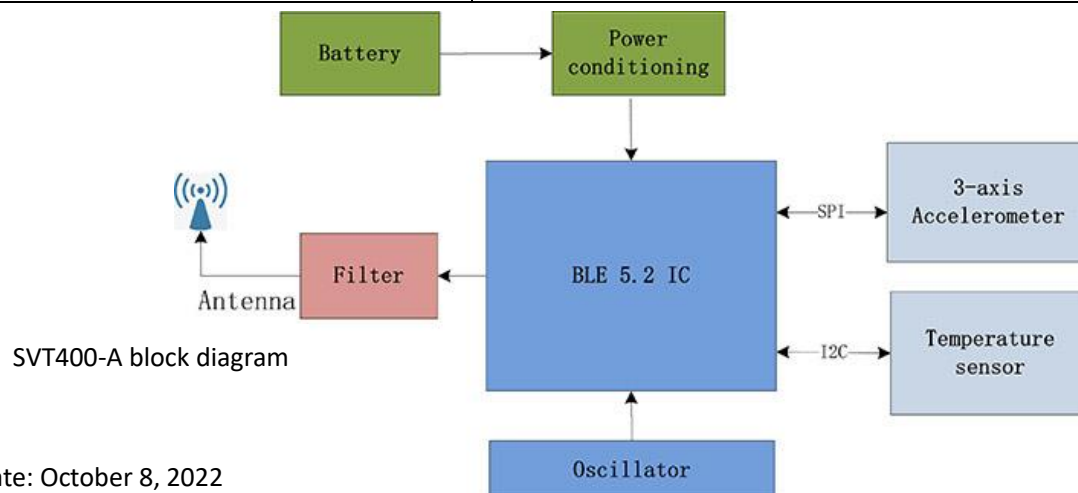 Battery
Power
conditioning
3-axis
Accelerometer
SPI
Filter
BLE 5.2 IC
Antenna
Temperature
sensor
I2C
SVT400-A block diagram
Oscillator
October 8, 2022